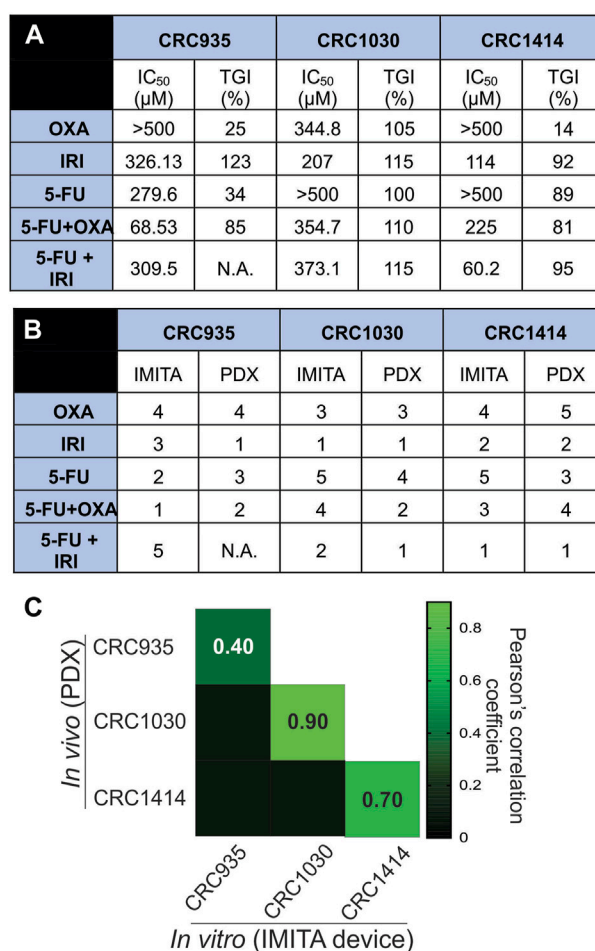 A CRC935 CRC1030 CRC1414
IC50 (µM) TGI (%) IC50 (µM) TGI (%) IC50 (µM) TGI (%)
OXA >500 25 344.8 105 >500 14
IRI 326.13 123 207 115 114 92
5-FU 279.6 34 >500 100 >500 89
5-FU+OXA 68.53 85 354.7 110 225 81
5-FU + IRI 309.5 N.A. 373.1 115 60.2 95
B CRC935 CRC1030 CRC1414
IMITA PDX IMITA PDX IMITA PDX
OXA 4 4 3 3 4 5
IRI 3 1 1 1 2 2
5-FU 2 3 5 4 5 3
5-FU+OXA 1 2 4 2 3 4
5-FU + IRI 5 N.A. 2 1 1 1
C
In vivo (PDX)
CRC935
CRC1030
CRC1414
0.40
0.90
0.70
CRC935
CRC1030
CRC1414
In vitro (IMITA device)
0.8
0.6
0.4
0.2
0
Pearson's correlation
coefficient